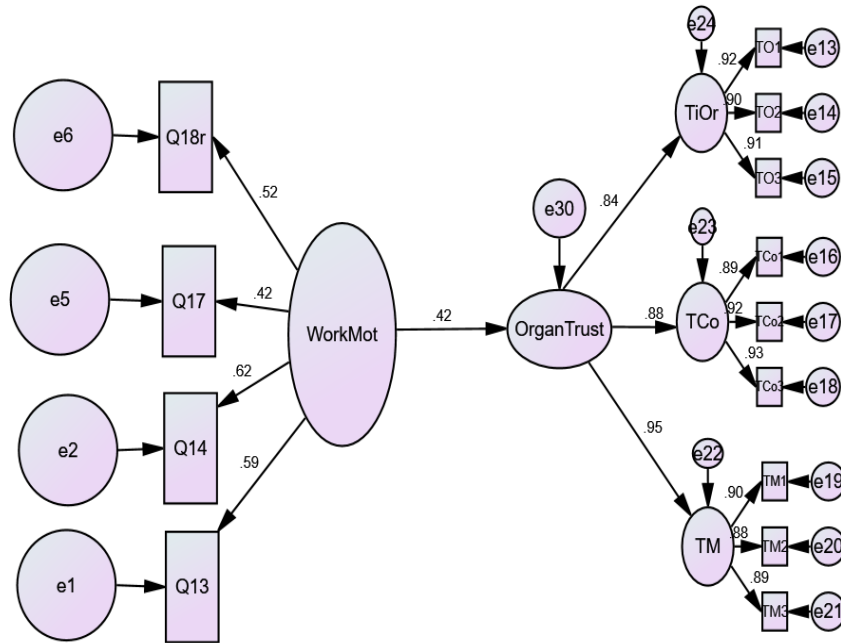 e6
Q18r
.52
e5
Q17
.42
e2
Q14
.62
e1
Q13
.59
WorkMot
.42
e30
OrganTrust
.84
.88
.95
e24
TiOr
.92
.90
.91
TO1
e13
TO2
e14
TO3
e15
e23
TCo
.89
.92
.93
TCo1
e16
TCo2
e17
TCo3
e18
e22
TM
.90
.88
.89
TM1
e19
TM2
e20
TM3
e21